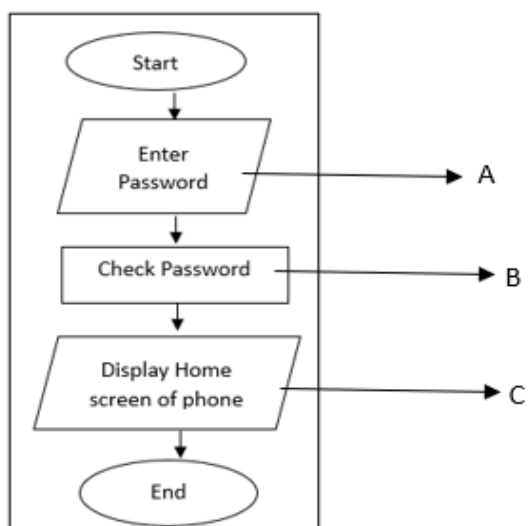 Start
Enter
Password
A
Check Password
B
Display Home
screen of phone
C
End